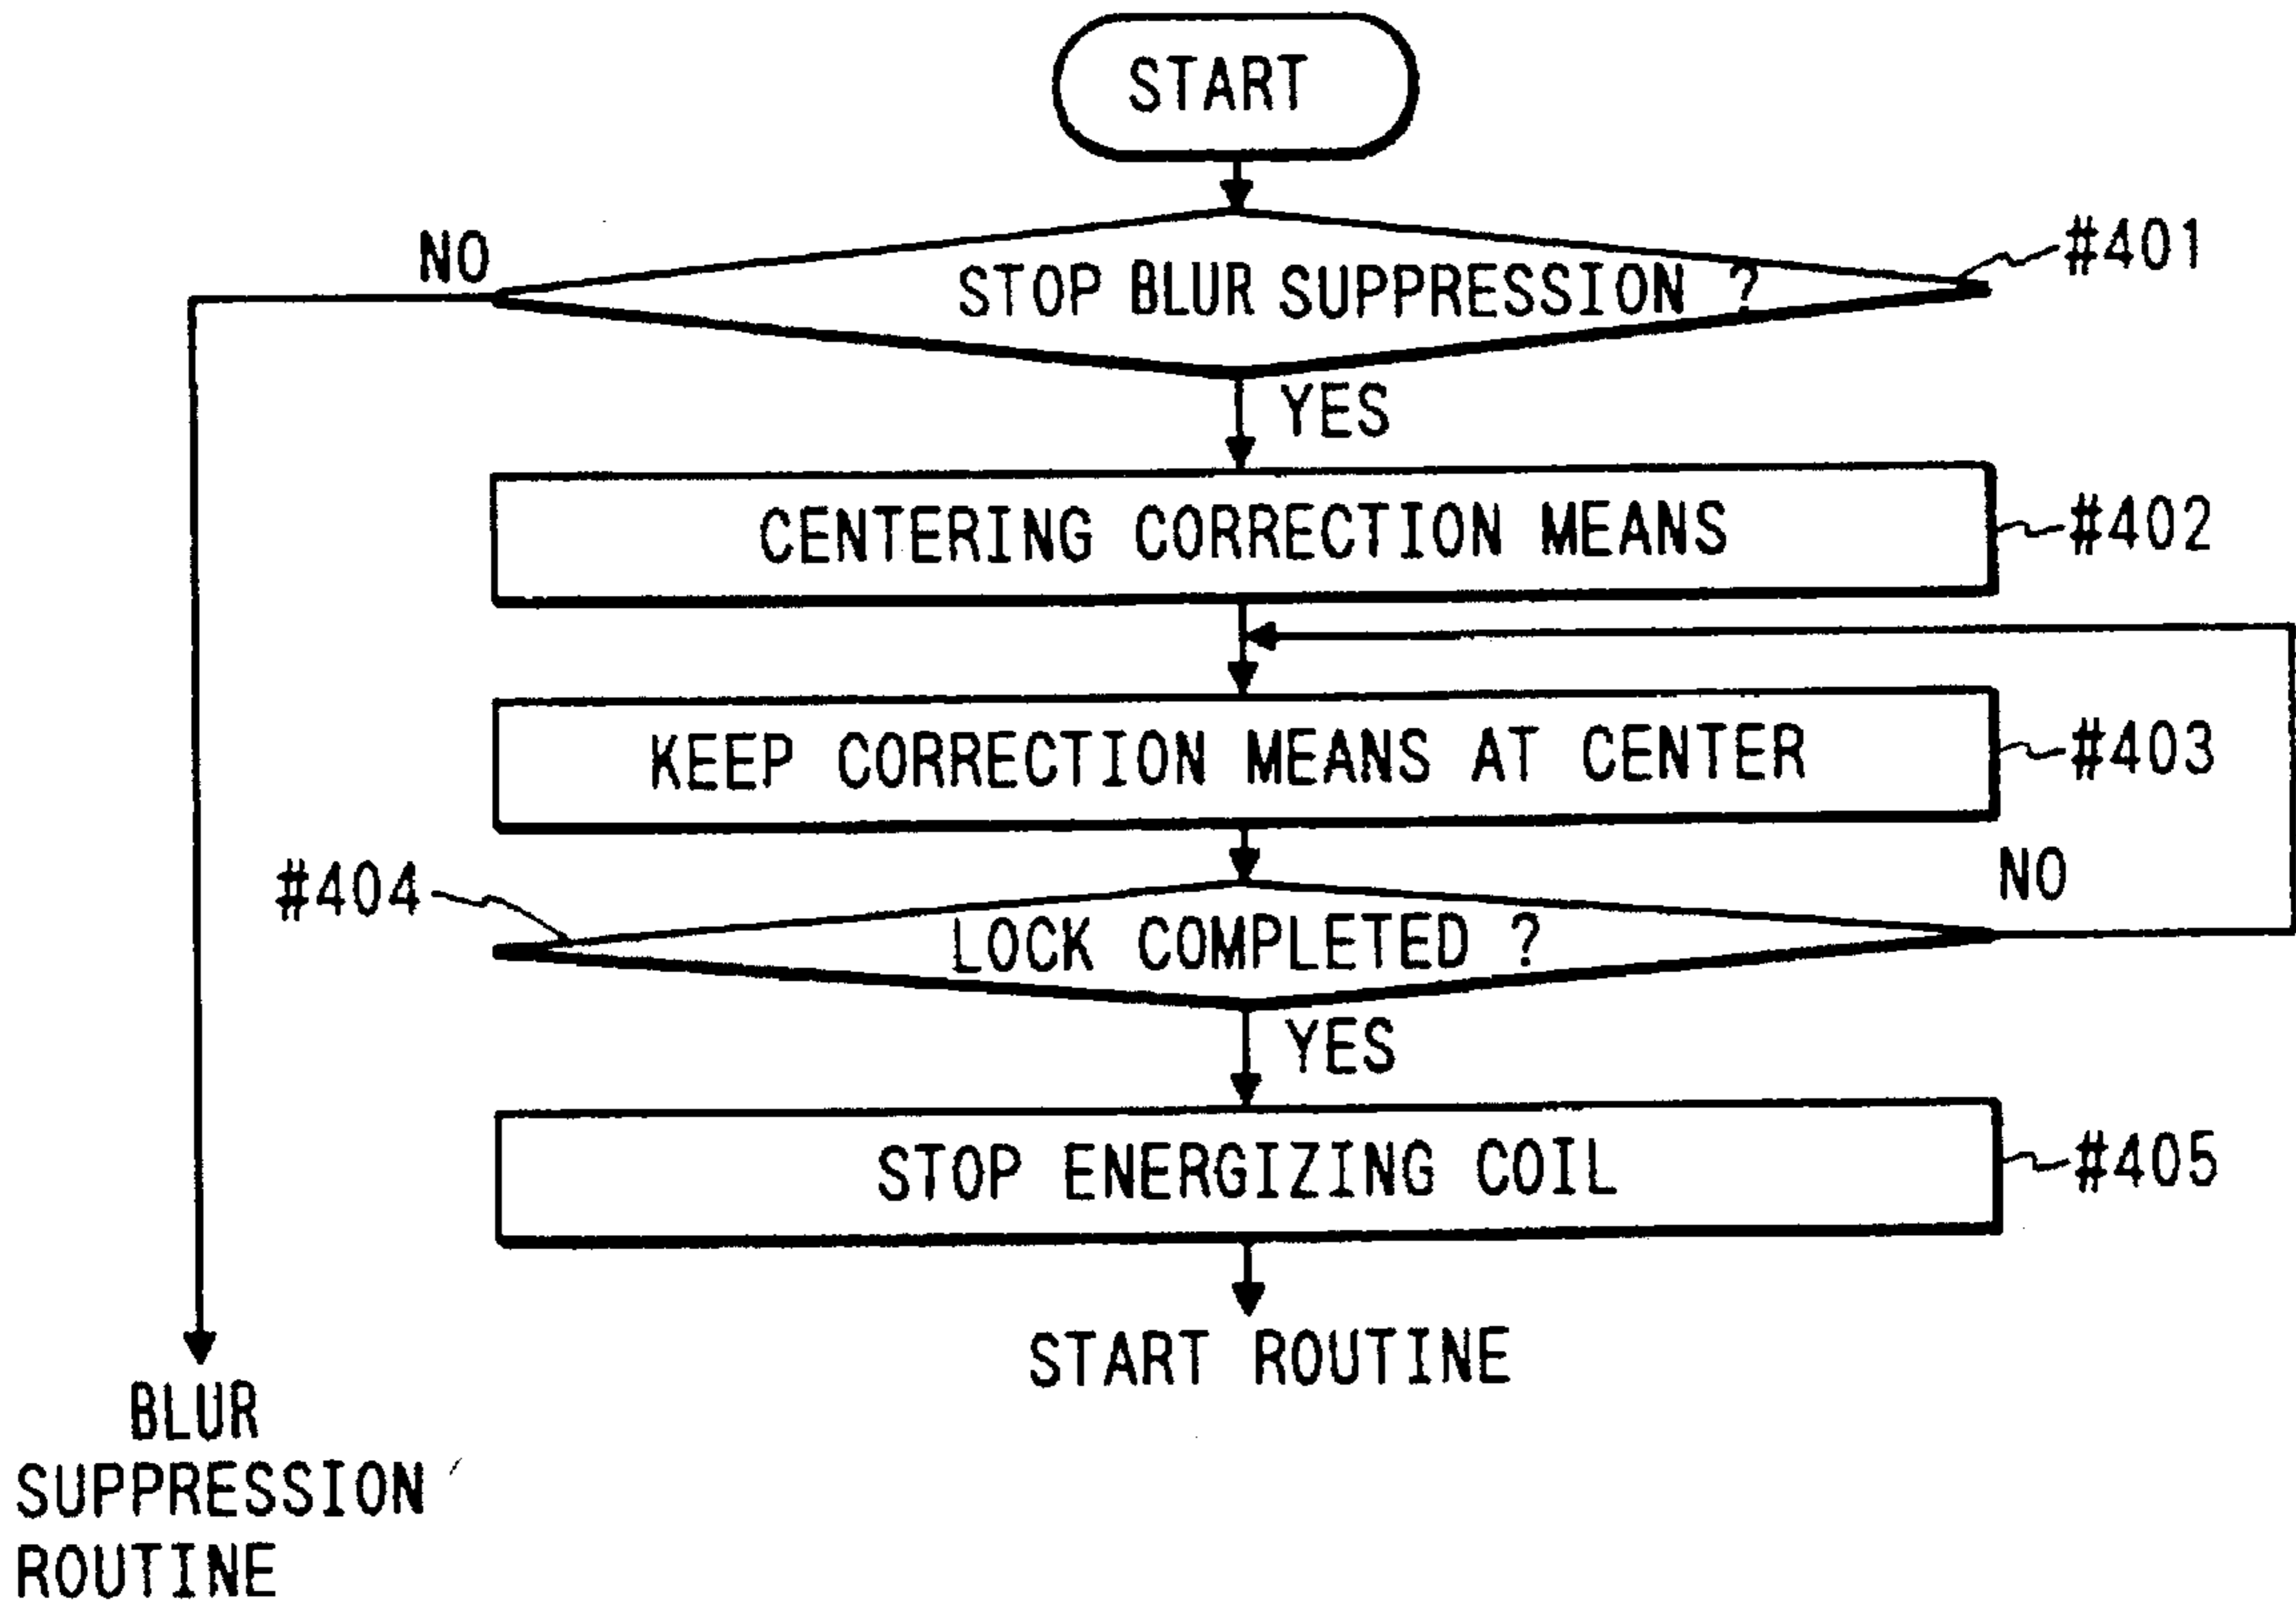 START
NO
STOP BLUR SUPPRESSION ?
#401
YES
CENTERING CORRECTION MEANS
#402
KEEP CORRECTION MEANS AT CENTER
#403
#404
LOCK COMPLETED ?
NO
YES
STOP ENERGIZING COIL
#405
START ROUTINE
BLUR
SUPPRESSION
ROUTINE